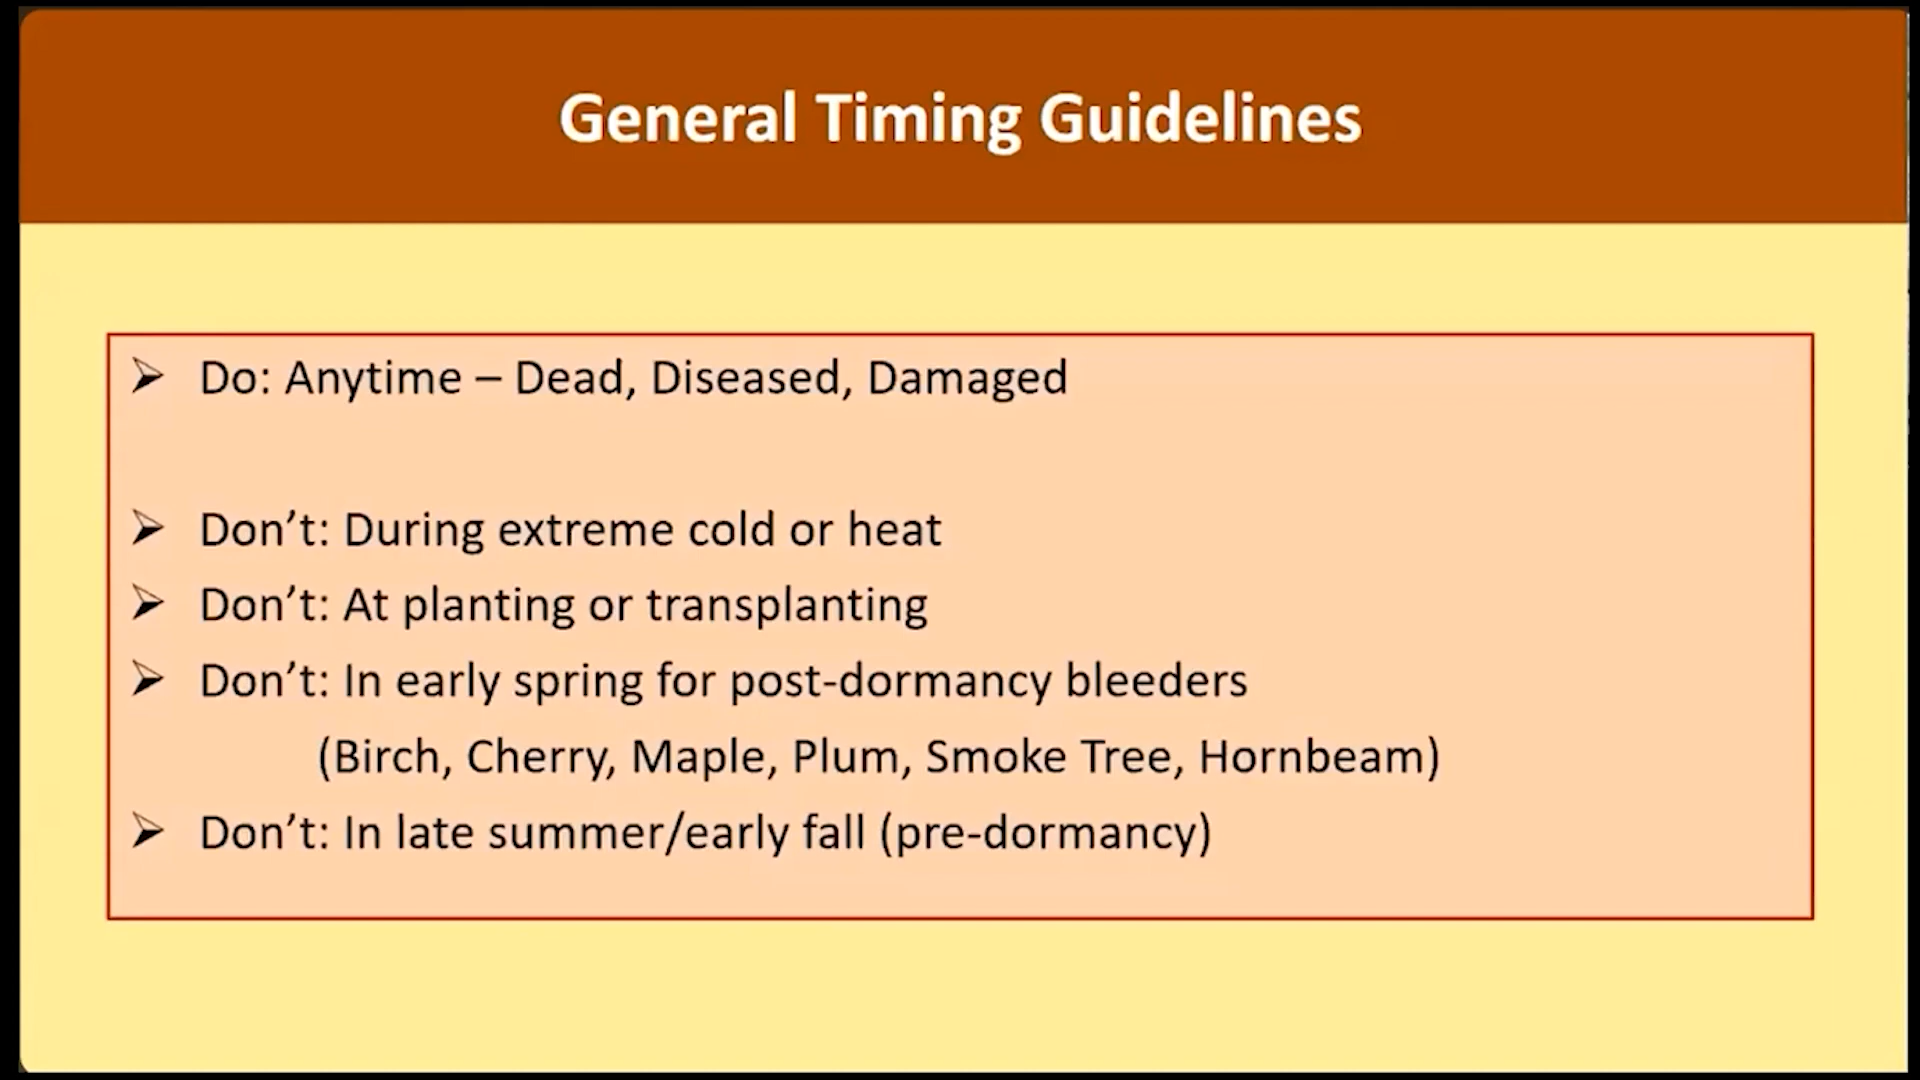 General Timing Guidelines
➢ Do: Anytime – Dead, Diseased, Damaged
➢ Don’t: During extreme cold or heat
➢ Don’t: At planting or transplanting
➢ Don’t: In early spring for post-dormancy bleeders
(Birch, Cherry, Maple, Plum, Smoke Tree, Hornbeam)
➢ Don’t: In late summer/early fall (pre-dormancy)